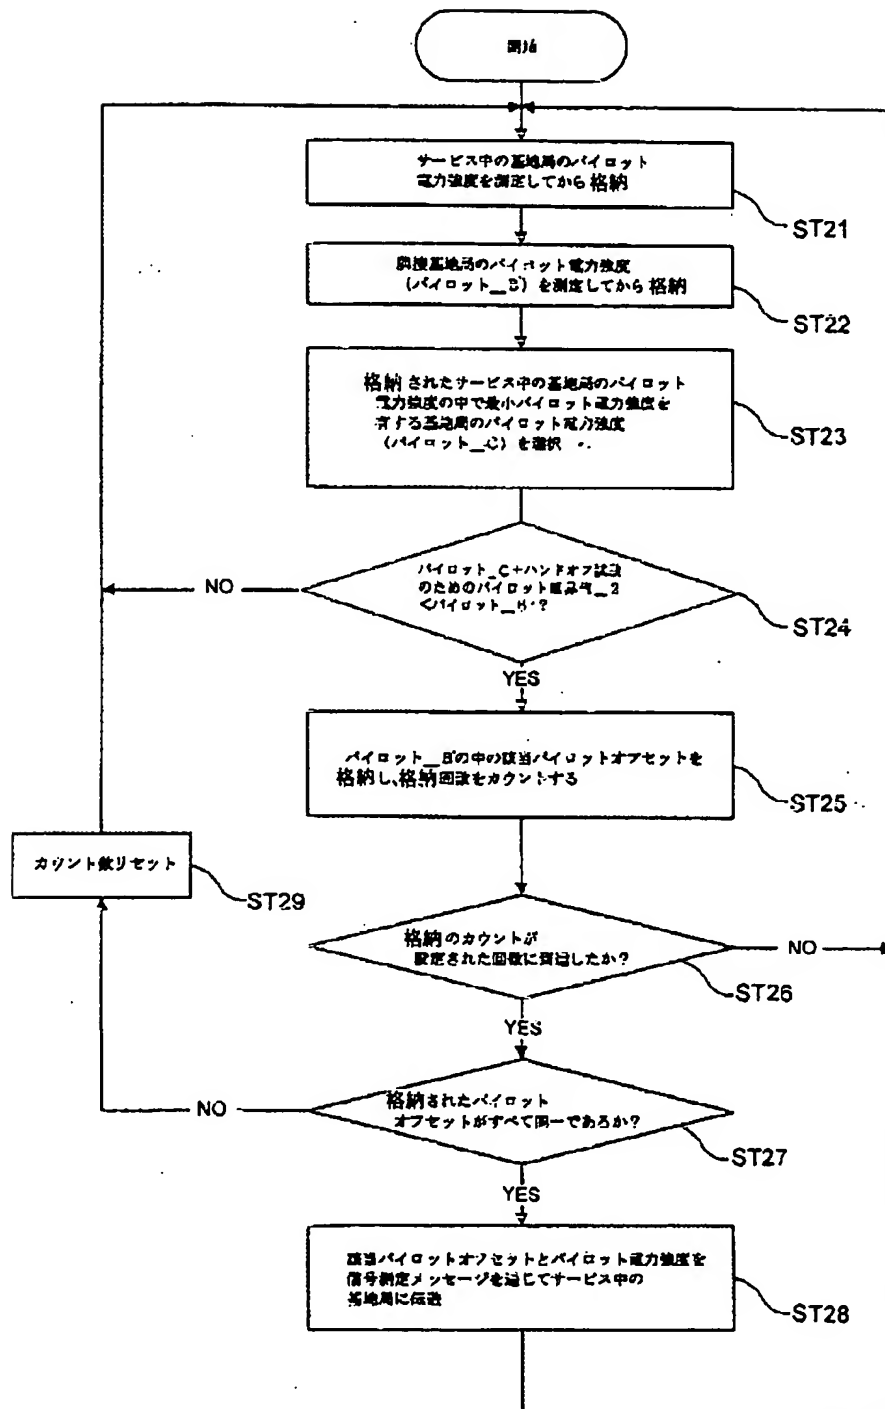 開始
サービス中の基地局のパイロット
電力強度を測定してから格納
ST21
隣接基地局のパイロット電力強度
(パイロット_B')を測定してから格納
ST22
格納されたサービス中の基地局のパイロット
電力強度の中で最小パイロット電力強度を
有する基地局のパイロット電力強度
(パイロット_C)を選択
ST23
パイロット_C+ハンドオフ試験
のためのパイロット
<パイロット_B'?
NO
ST24
YES
パイロット_B'の中の該当パイロットオフセットを
格納し、格納回数をカウントする
ST25
カウント数リセット
ST29
格納のカウントが
設定された回数に到達したか?
NO
ST26
YES
格納されたパイロット
オフセットがすべて同一であるか?
NO
ST27
YES
該当パイロットオフセットとパイロット電力強度を
信号測定メッセージを通じてサービス中の
基地局に伝送
ST28